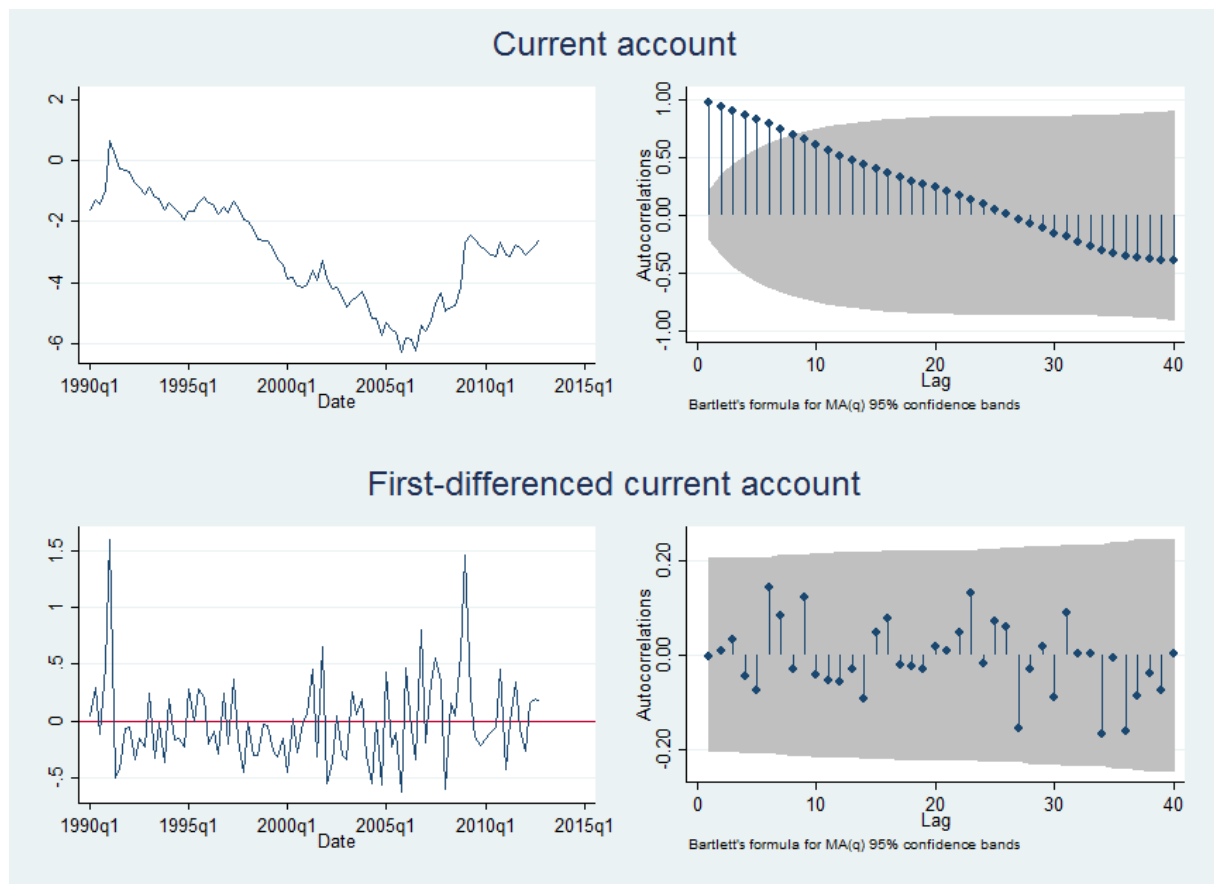 Current account
2
0
-2
-4
-6
1990q1 1995q1 2000q1 2005q1 2010q1 2015q1
Date
1.00
0.50
0.00
-0.50
-1.00
Autocorrelations
0 10 20 30 40
Lag
Bartlett's formula for MA(q) 95% confidence bands
First-differenced current account
1.5
1
.5
0
-.5
1990q1 1995q1 2000q1 2005q1 2010q1 2015q1
Date
0.20
0.00
-0.20
Autocorrelations
0 10 20 30 40
Lag
Bartlett's formula for MA(q) 95% confidence bands